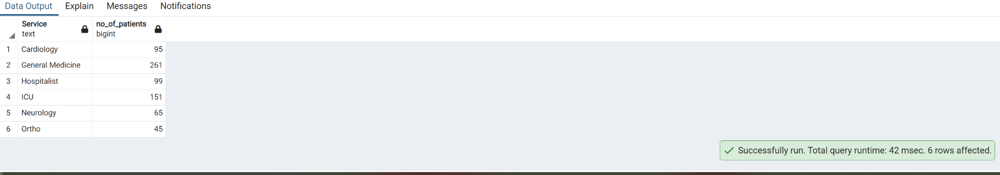 Data Output Explain Messages Notifications
Service no_of_patients
text bigint
1 Cardiology 95
2 General Medicine 261
3 Hospitalist 99
4 ICU 151
5 Neurology 65
6 Ortho 45
Successfully run. Total query runtime: 42 msec. 6 rows affected.